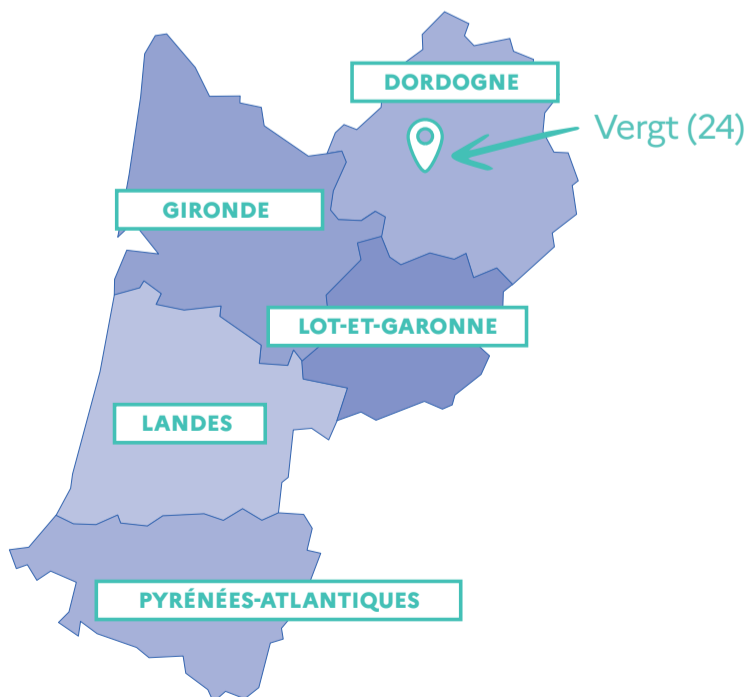 DORDOGNE
Vergt (24)
GIRONDE
LOT-ET-GARONNE
LANDES
PYRÉNÉES-ATLANTIQUES